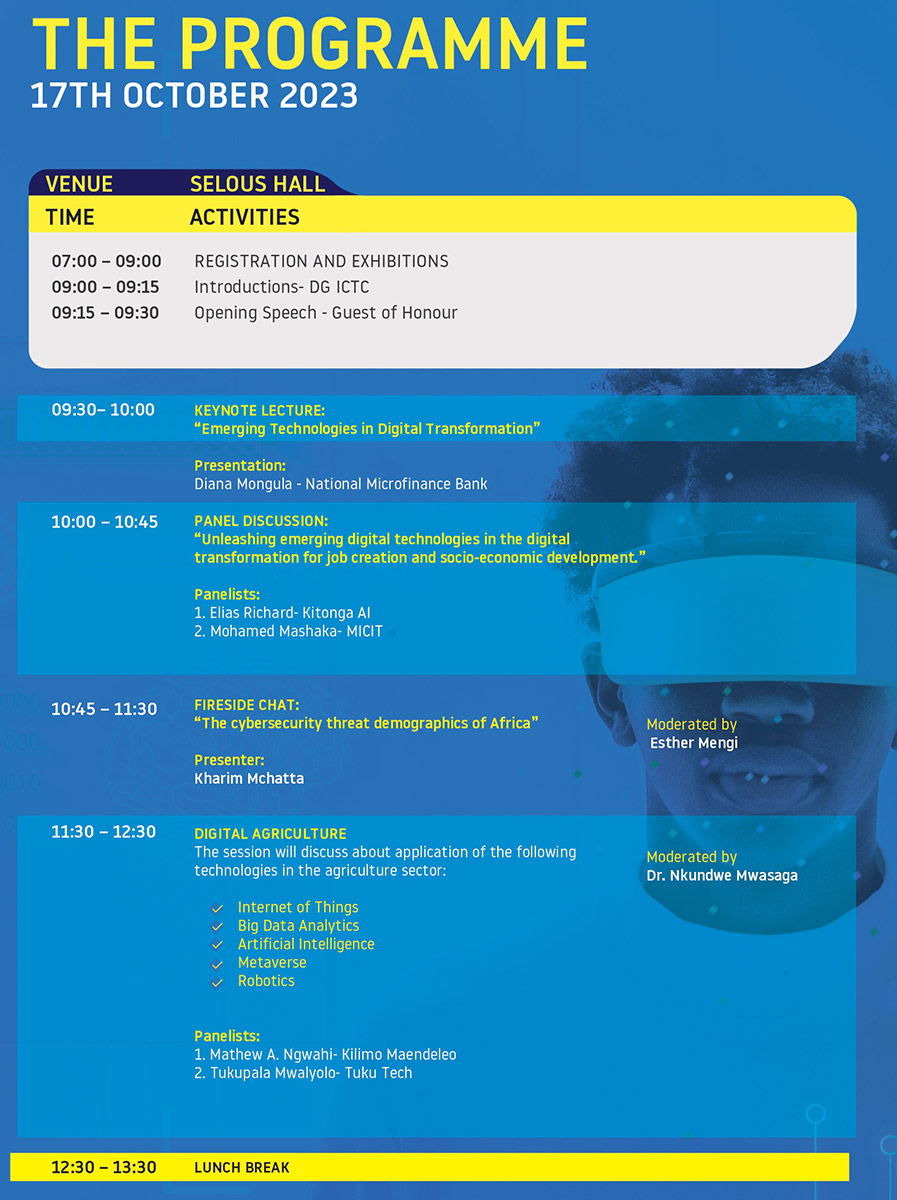 THE PROGRAMME
17TH OCTOBER 2023
VENUE SELOUS HALL
TIME ACTIVITIES
07:00 – 09:00 REGISTRATION AND EXHIBITIONS
09:00 – 09:15 Introductions- DG ICTC
09:15 – 09:30 Opening Speech - Guest of Honour
09:30– 10:00 KEYNOTE LECTURE:
“Emerging Technologies in Digital Transformation”
Presentation:
Diana Mongula - National Microfinance Bank
10:00 – 10:45 PANEL DISCUSSION:
“Unleashing emerging digital technologies in the digital
transformation for job creation and socio-economic development.”
Panelists:
1. Elias Richard- Kitonga AI
2. Mohamed Mashaka- MICIT
10:45 – 11:30 FIRESIDE CHAT:
“The cybersecurity threat demographics of Africa”
Moderated by
Esther Mengi
Presenter:
Kharim Mchatta
11:30 – 12:30 DIGITAL AGRICULTURE
The session will discuss about application of the following
technologies in the agriculture sector:
Moderated by
Dr. Nkundwe Mwasaga
Internet of Things
Big Data Analytics
Artificial Intelligence
Metaverse
Robotics
Panelists:
1. Mathew A. Ngwahi- Kilimo Maendeleo
2. Tukupala Mwalyolo- Tuku Tech
12:30 – 13:30 LUNCH BREAK